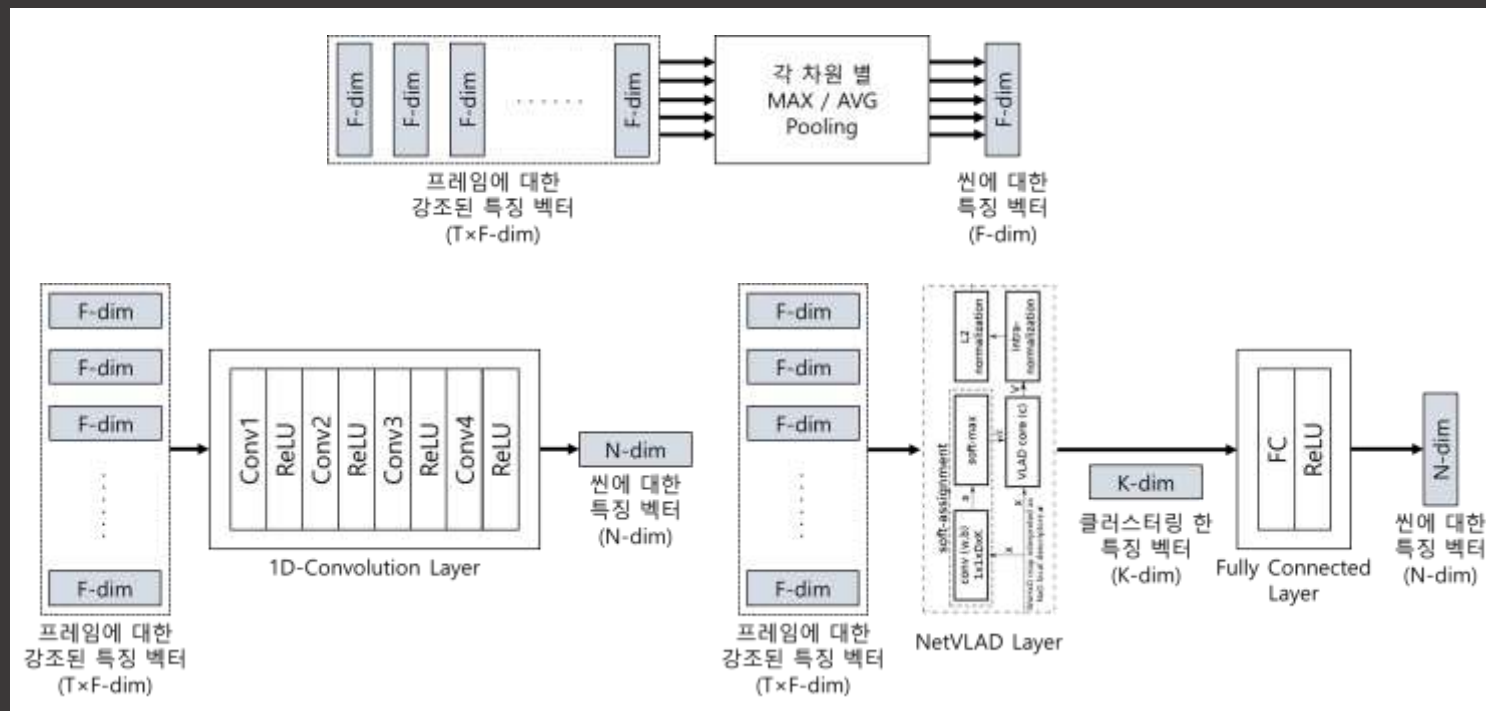 F-dim
F-dim
F-dim
F-dim
각 차원 별
MAX / AVG
Pooling
F-dim
프레임에 대한
강조된 특징 벡터
(T×F-dim)
씬에 대한
특징 벡터
(F-dim)
F-dim
F-dim
F-dim
F-dim
프레임에 대한
강조된 특징 벡터
(T×F-dim)
Conv1
ReLU
Conv2
ReLU
Conv3
ReLU
Conv4
ReLU
1D-Convolution Layer
N-dim
씬에 대한
특징 벡터
(N-dim)
F-dim
F-dim
F-dim
F-dim
프레임에 대한
강조된 특징 벡터
(T×F-dim)
L2
normalization
intra-
normalization
soft-assignment
soft-max
VLAD core (c)
V
conv (w,b)
1x1xDxK
s
x
x
NetVLAD Layer
K-dim
클러스터링 한
특징 벡터
(K-dim)
FC
ReLU
Fully Connected
Layer
N-dim
씬에 대한
특징 벡터
(N-dim)